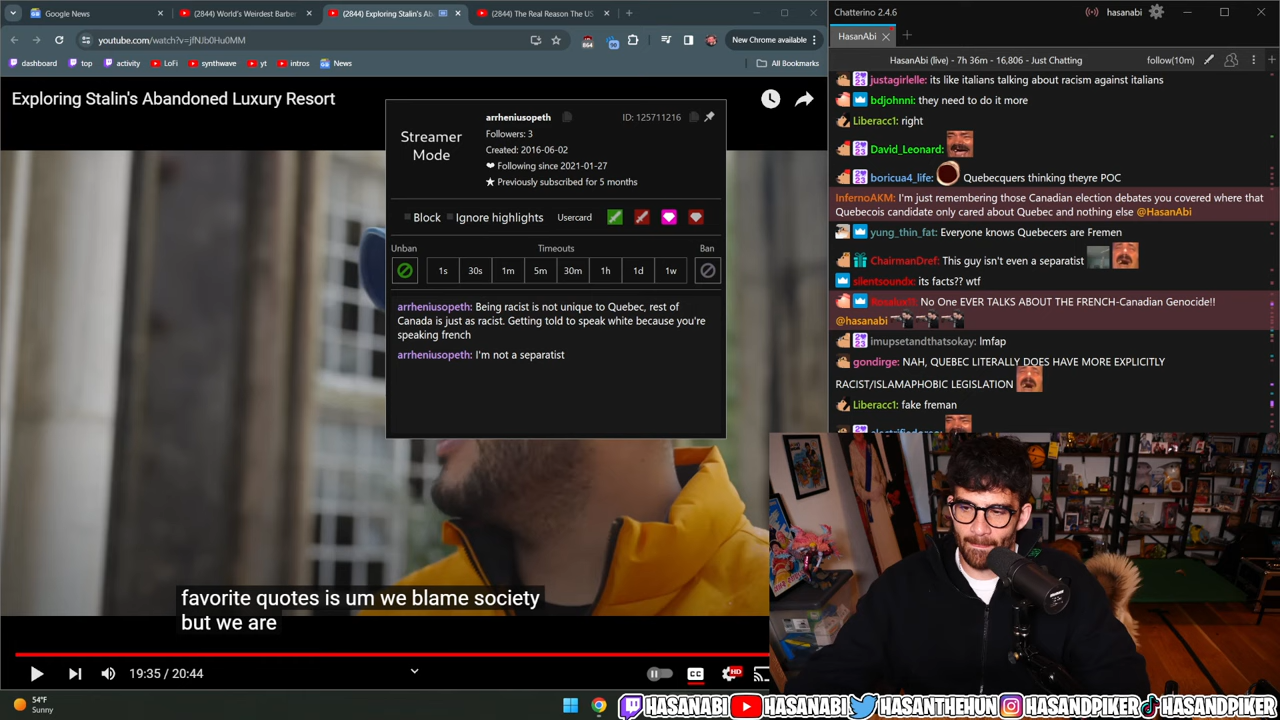 Google News
(2844) World's Weirdest Barbe
(2844) Exploring Stalin's Ab
(2844) The Real Reason The US
youtube.com/watch?v=jfNJb0Hu0MM
864
New Chrome available
dashboard
top
activity
LoFi
synthwave
yt
intros
News
All Bookmarks
Exploring Stalin's Abandoned Luxury Resort
Streamer
Mode
arrheniusopeth
ID: 125711216
Followers: 3
Created: 2016-06-02
Following since 2021-01-27
Previously subscribed for 5 months
Block
Ignore highlights
Usercard
Unban
Timeouts
Ban
1s
30s
1m
5m
30m
1h
1d
1w
arrheniusopeth: Being racist is not unique to Quebec, rest of
Canada is just as racist. Getting told to speak white because you're
speaking french
arrheniusopeth: I'm not a separatist
favorite quotes is um we blame society
but we are
19:35 / 20:44
CC
HD
54°F
Sunny
Chatterino 2.4.6
hasanabi
HasanAbi
HasanAbi (live) - 7h 36m - 16,806 - Just Chatting
follow(10m)
justagirlelle: its like italians talking about racism against italians
bdjohnni: they need to do it more
Liberacc1: right
David_Leonard:
boricua4_life: Quebecquers thinking theyre POC
InfernoAKM: I'm just remembering those Canadian election debates you covered where that
Quebecois candidate only cared about Quebec and nothing else @HasanAbi
yung_thin_fat: Everyone knows Quebecers are Fremen
ChairmanDref: This guy isn't even a separatist
silentsoundx: its facts?? wtf
No One EVER TALKS ABOUT THE FRENCH-Canadian Genocide!!
@hasanabi
imupsetandthatsokay: lmfap
gondirge: NAH, QUEBEC LITERALLY DOES HAVE MORE EXPLICITLY
RACIST/ISLAMAPHOBIC LEGISLATION
Liberacc1: fake freman
HASANABI
HASANABI
HASANTHEHUN
HASANDPIKER
HASANDPIKER